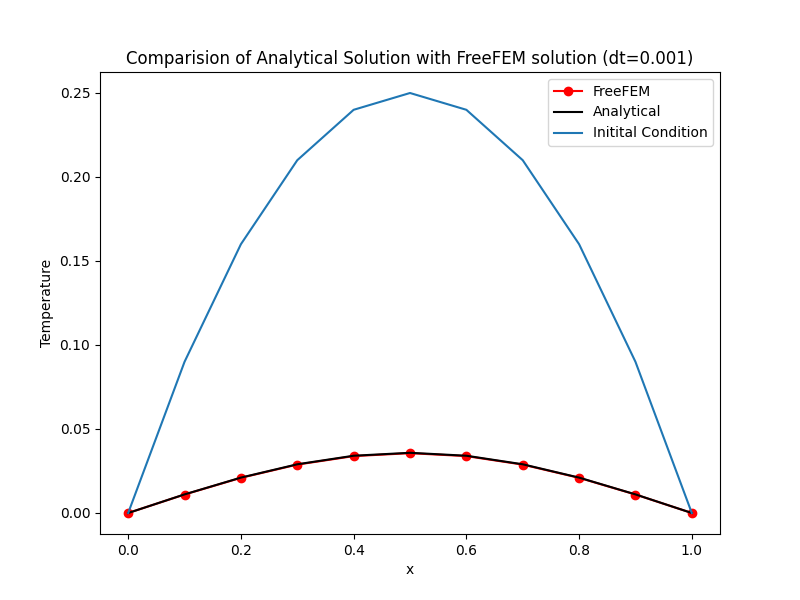 Comparision of Analytical Solution with FreeFEM solution (dt=0.001)
FreeFEM
Analytical
Initital Condition
Temperature
0.25
0.20
0.15
0.10
0.05
0.00
0.0
0.2
0.4
0.6
0.8
1.0
x